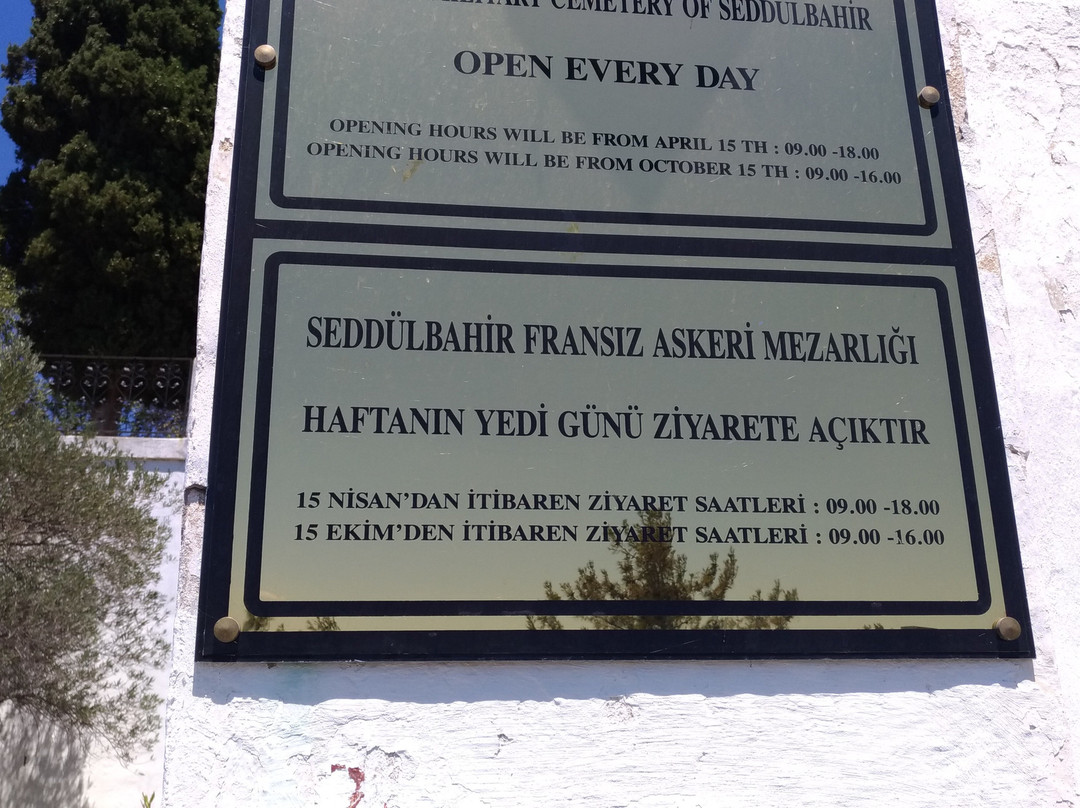 MILITARY CEMETERY OF SEDDULBAHİR
OPEN EVERY DAY
OPENING HOURS WILL BE FROM APRIL 15 TH : 09.00 -18.00
OPENING HOURS WILL BE FROM OCTOBER 15 TH : 09.00 -16.00
SEDDÜLBAHİR FRANSIZ ASKERİ MEZARLIĞI
HAFTANIN YEDİ GÜNÜ ZİYARETE AÇIKTIR
15 NİSAN'DAN İTİBAREN ZİYARET SAATLERİ : 09.00 -18.00
15 EKİM'DEN İTİBAREN ZİYARET SAATLERİ : 09.00 -16.00